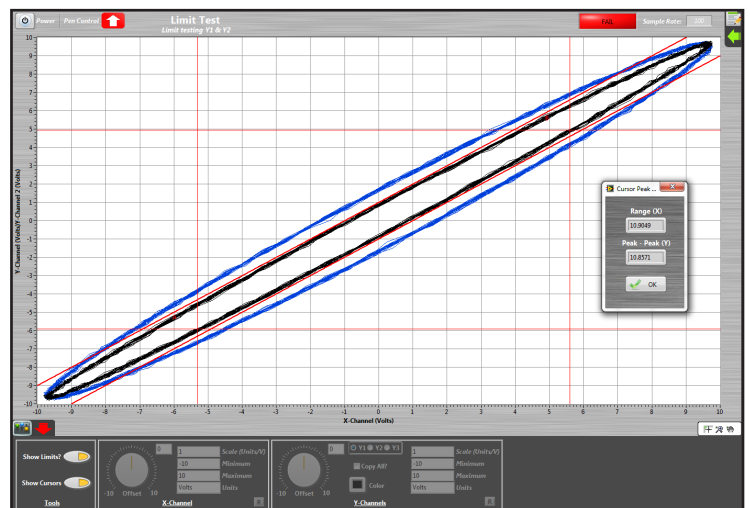 Power Pen Control Limit Test FAIL Sample Rate: 100
Limit testing Y1 & Y2
10
9
8
7
6
5
4
3
2
1
0
-1
-2
-3
-4
-5
-6
-7
-8
-9
-10
Y-Channel (Volts)/Y-Channel 2 (Volts)
Cursor Peak ...
Range (X)
10.9049
Peak - Peak (Y)
10.8571
OK
-10 -9 -8 -7 -6 -5 -4 -3 -2 -1 0 1 2 3 4 5 6 7 8 9 10
X-Channel (Volts)
Show Limits?
Show Cursors
Tools
0
-10 Offset 10
1 Scale (Units/V)
-10 Minimum
10 Maximum
Volts Units
X-Channel
R
0
-10 Offset 10
Y1 Y2 Y3
Copy All?
Color
1 Scale (Units/V)
-10 Minimum
10 Maximum
Volts Units
Y-Channels
R